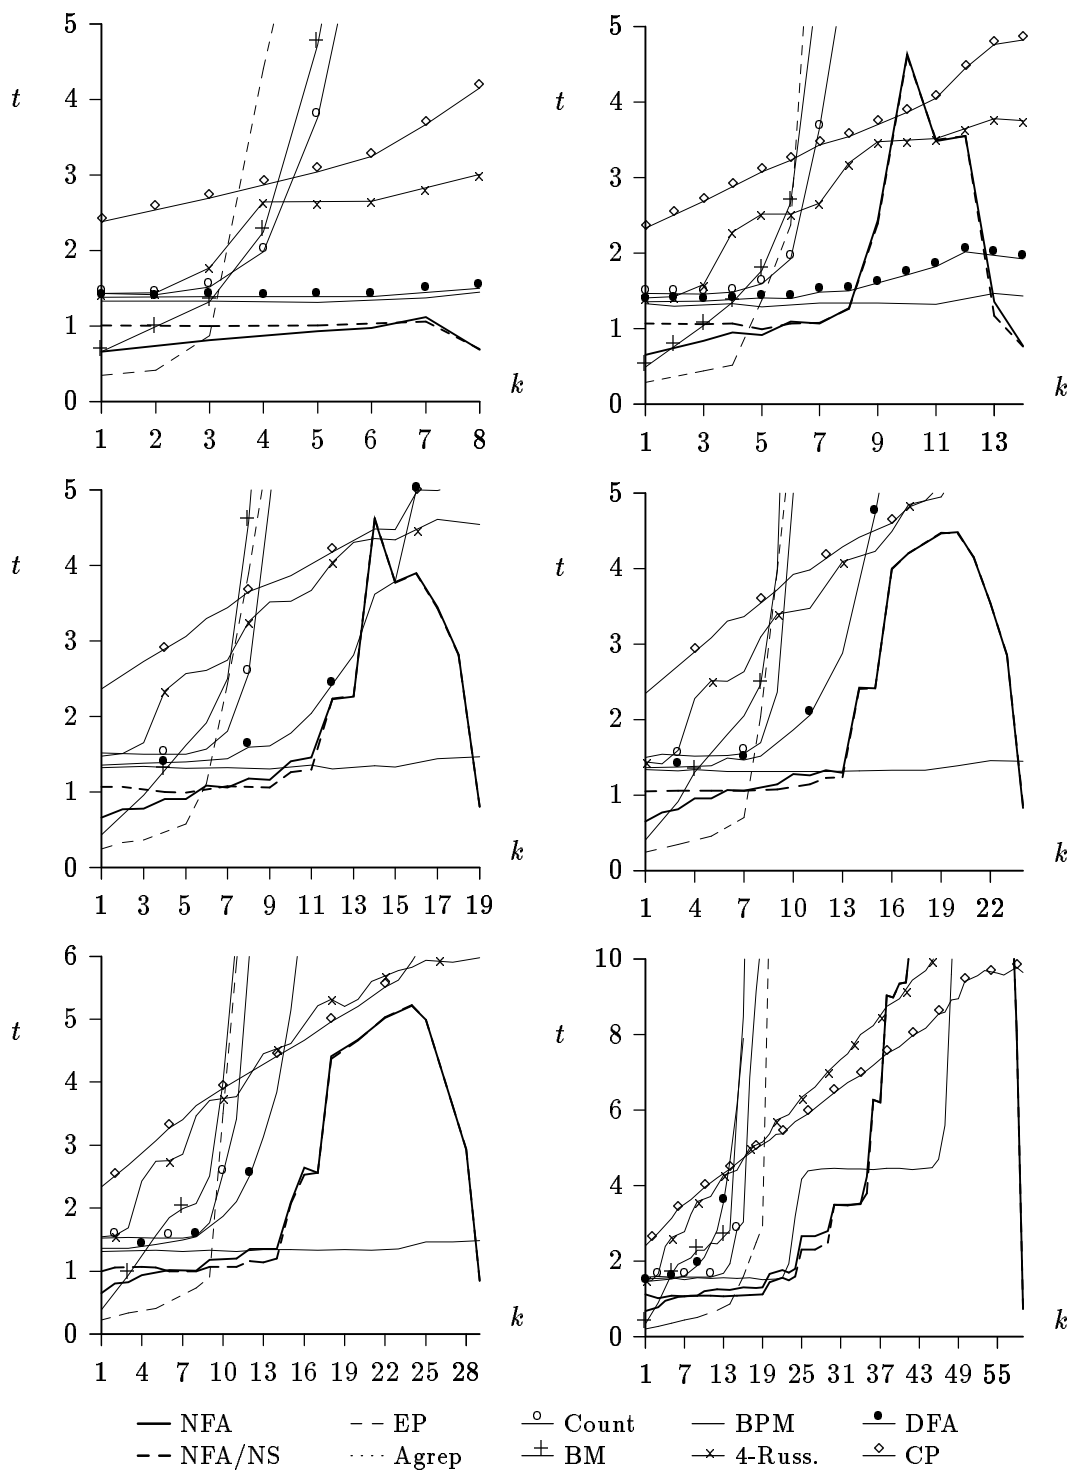 5 5
t t
4 4
3 3
2 2
1 1
k k
0 0
1 2 3 4 5 6 7 8 1 3 5 7 9 11 13
5 5
t t
4 4
3 3
2 2
1 1
k k
0 0
1 3 5 7 9 11 13 15 17 19 1 4 7 10 13 16 19 22
6 10
5
t t
8
4
6
3
4
2
2
1
k k
0 0
1 4 7 10 13 16 19 22 25 28 1 7 13 19 25 31 37 43 49 55
NFA EP Count BPM DFA
NFA/NS Agrep BM 4-Russ. CP